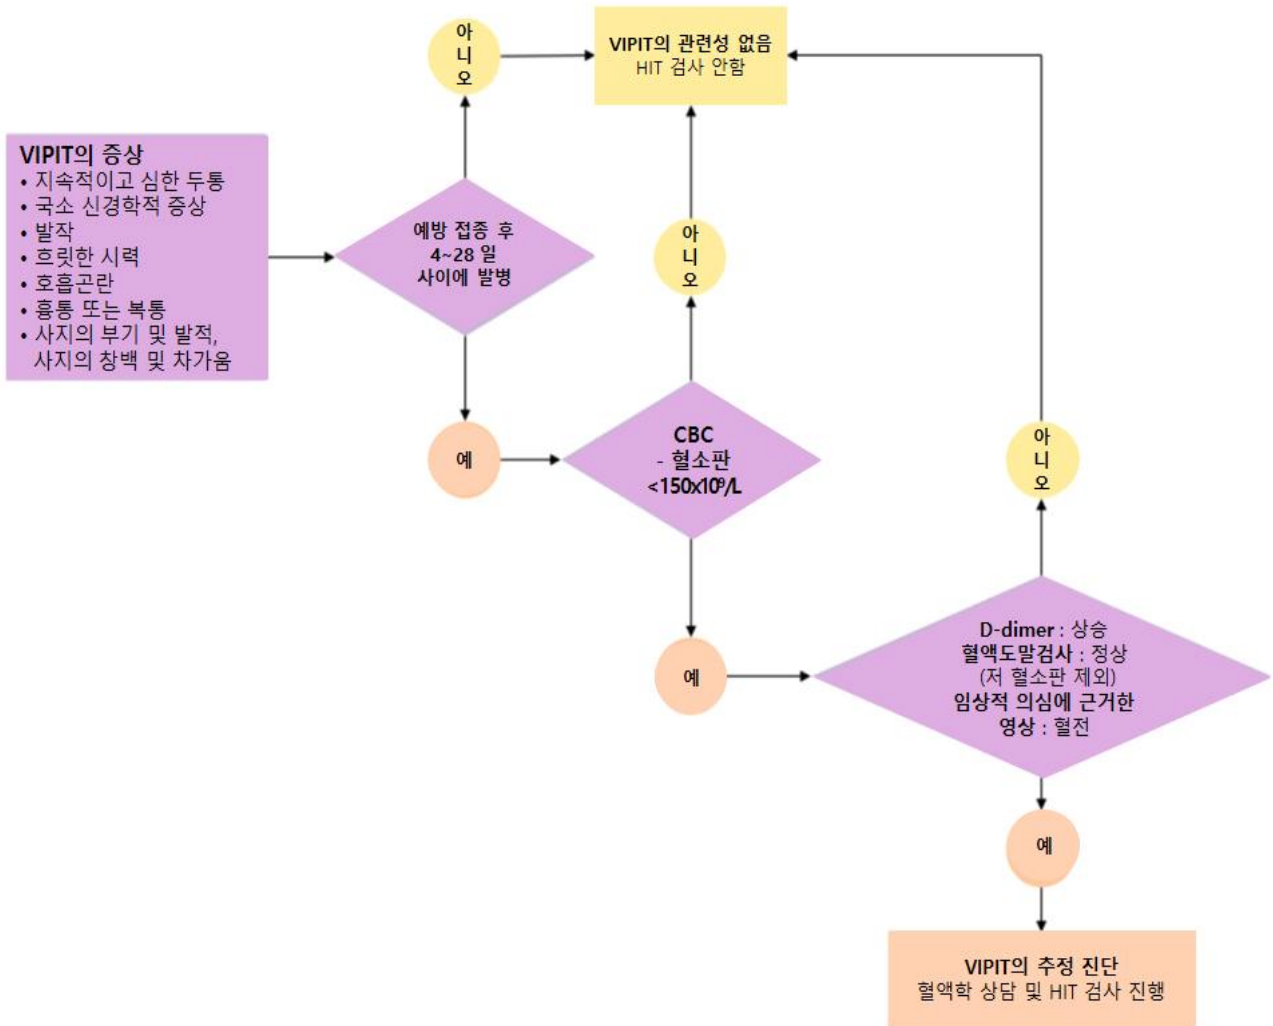 아
니
오
VIPIT의 관련성 없음
HIT 검사 안함
VIPIT의 증상
• 지속적이고 심한 두통
• 국소 신경학적 증상
• 발작
• 흐릿한 시력
• 호흡곤란
• 흉통 또는 복통
• 사지의 부기 및 발적,
사지의 창백 및 차가움
예방 접종 후
4~28 일
사이에 발병
아
니
오
예
CBC
- 혈소판
<150x10⁹/L
아
니
오
예
D-dimer : 상승
혈액도말검사 : 정상
(저 혈소판 제외)
임상적 의심에 근거한
영상 : 혈전
예
VIPIT의 추정 진단
혈액학 상담 및 HIT 검사 진행